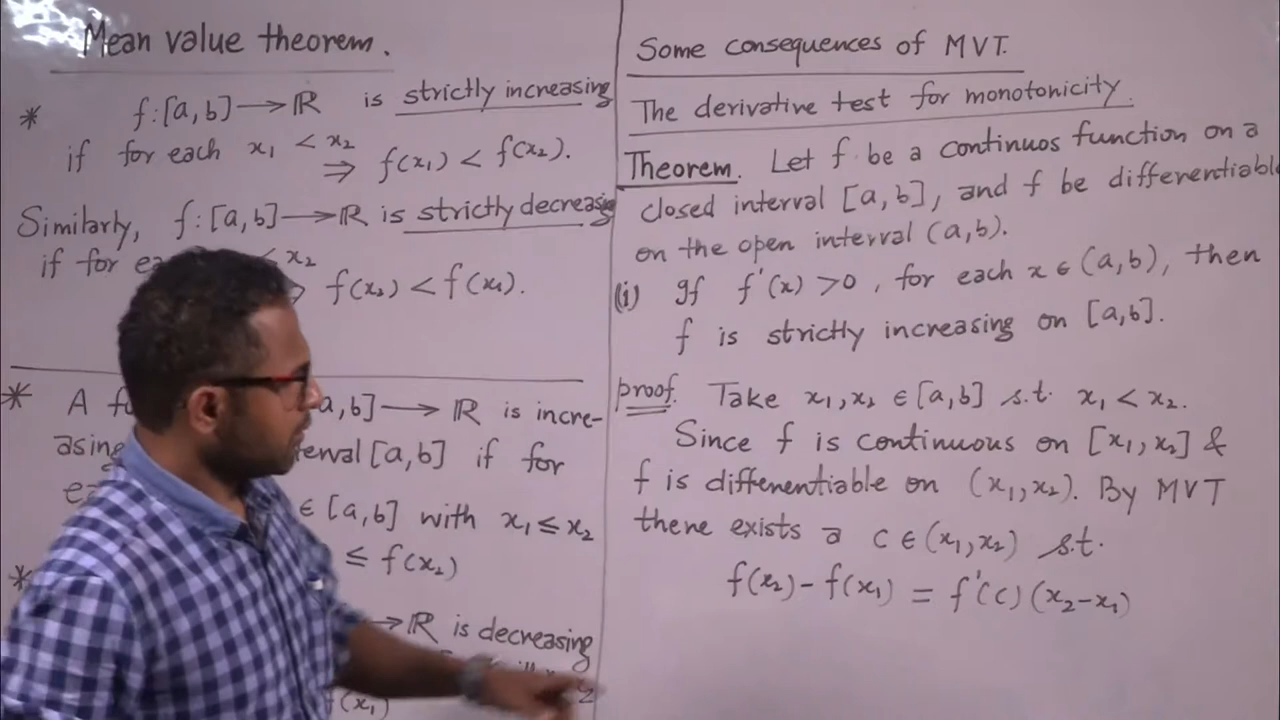 Mean value theorem.
* f:[a,b]→ℝ is strictly increasing
if for each x₁ < x₂
⇒ f(x₁) < f(x₂).
Similarly, f:[a,b]→ℝ is strictly decreasing
if for x₂
f(x₂) < f(x₁).
* A [a,b]→ℝ is incre-
asing [a,b] if for
∈ [a,b] with x₁ ≤ x₂
≤ f(x₂)
* →ℝ is decreasing
f(x₁)
Some consequences of MVT.
The derivative test for monotonicity.
Theorem. Let f be a continuos function on a
closed interval [a,b], and f be differentiable
on the open interval (a,b).
(i) If f'(x) >0, for each x ∈ (a,b), then
f is strictly increasing on [a,b].
proof. Take x₁,x₂ ∈ [a,b] s.t. x₁ < x₂.
Since f is continuous on [x₁,x₂] &
f is differentiable on (x₁,x₂). By MVT
there exists a c ∈ (x₁,x₂) s.t.
f(x₂) - f(x₁) = f'(c)(x₂-x₁)